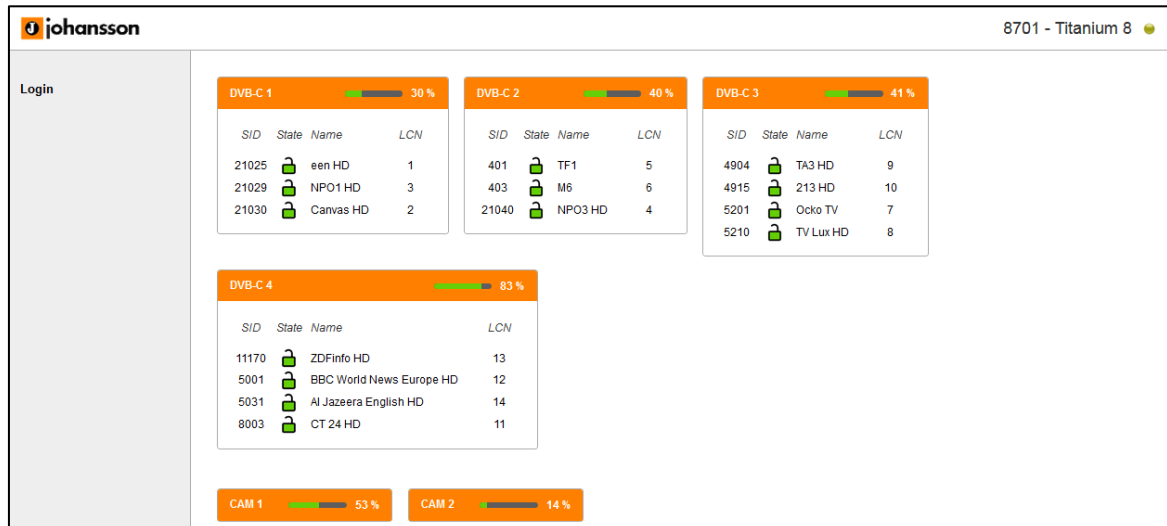 johansson
8701 - Titanium 8
Login
DVB-C 1 30 %
SID State Name LCN
21025 een HD 1
21029 NPO1 HD 3
21030 Canvas HD 2
DVB-C 2 40 %
SID State Name LCN
401 TF1 5
403 M6 6
21040 NPO3 HD 4
DVB-C 3 41 %
SID State Name LCN
4904 TA3 HD 9
4915 213 HD 10
5201 Ocko TV 7
5210 TV Lux HD 8
DVB-C 4 83 %
SID State Name LCN
11170 ZDFinfo HD 13
5001 BBC World News Europe HD 12
5031 Al Jazeera English HD 14
8003 CT 24 HD 11
CAM 1 53 %
CAM 2 14 %